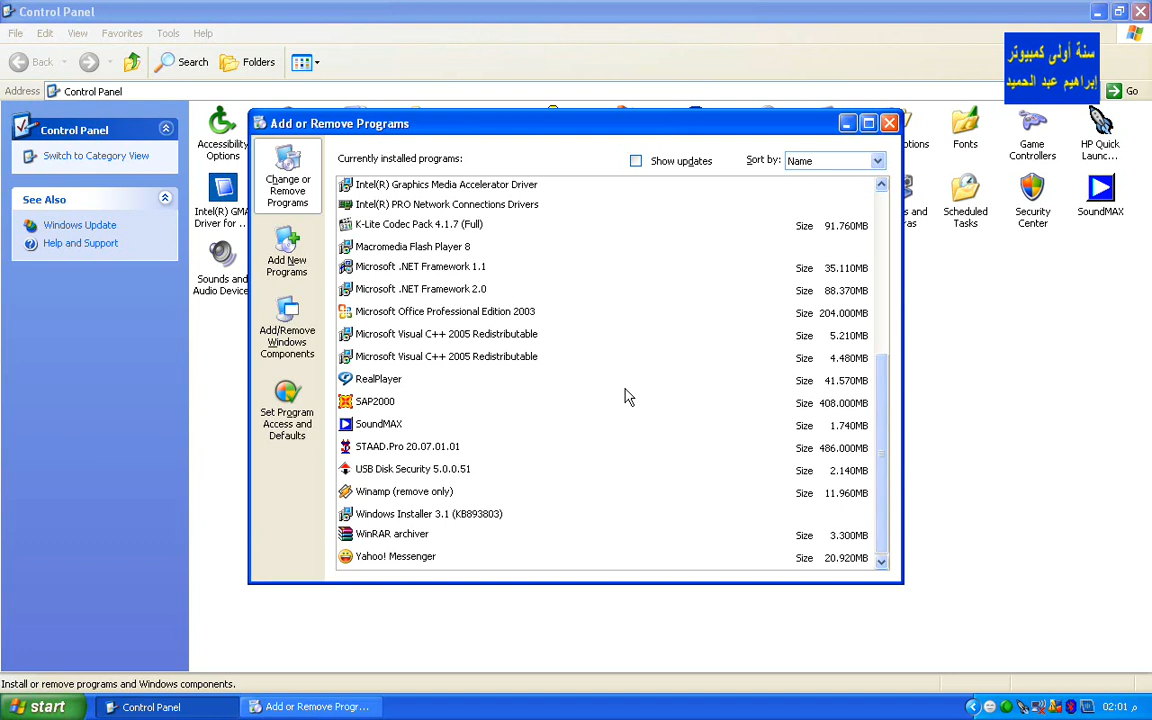 Control Panel
File Edit View Favorites Tools Help
Back Search Folders
سنة أولى كمبيوتر
إبراهيم عبد الحميد
Address Control Panel Go
Control Panel
Switch to Category View
See Also
Windows Update
Help and Support
Accessibility Options
Intel(R) GMA Driver for ...
Sounds and Audio Device
Fonts
Game Controllers
HP Quick Launc...
Scheduled Tasks
Security Center
SoundMAX
Add or Remove Programs
Change or Remove Programs
Add New Programs
Add/Remove Windows Components
Set Program Access and Defaults
Currently installed programs: Show updates Sort by: Name
Intel(R) Graphics Media Accelerator Driver
Intel(R) PRO Network Connections Drivers
K-Lite Codec Pack 4.1.7 (Full) Size 91.760MB
Macromedia Flash Player 8
Microsoft .NET Framework 1.1 Size 35.110MB
Microsoft .NET Framework 2.0 Size 88.370MB
Microsoft Office Professional Edition 2003 Size 204.000MB
Microsoft Visual C++ 2005 Redistributable Size 5.210MB
Microsoft Visual C++ 2005 Redistributable Size 4.480MB
RealPlayer Size 41.570MB
SAP2000 Size 408.000MB
SoundMAX Size 1.740MB
STAAD.Pro 20.07.01.01 Size 486.000MB
USB Disk Security 5.0.0.51 Size 2.140MB
Winamp (remove only) Size 11.960MB
Windows Installer 3.1 (KB893803)
WinRAR archiver Size 3.300MB
Yahoo! Messenger Size 20.920MB
Install or remove programs and Windows components.
start Control Panel Add or Remove Progr... 02:01 م